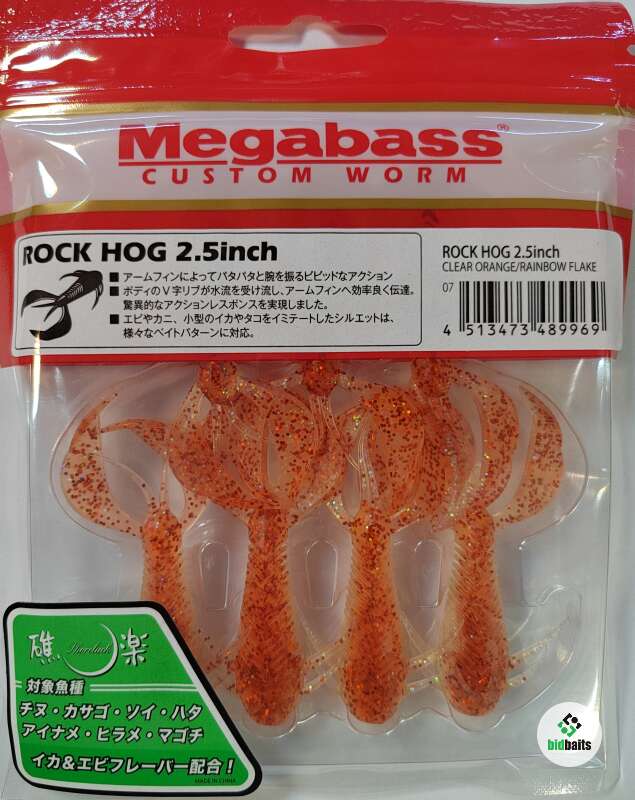 Megabass®
CUSTOM WORM
ROCK HOG 2.5inch
■ アームフィンによってパタパタと腕を振るビビッドなアクション
■ ボディのV字リブが水流を受け流し、アームフィンへ効率良く伝達。
驚異的なアクションレスポンスを実現しました。
■ エビやカニ、小型のイカやタコをイミテートしたシルエットは、
様々なベイトパターンに対応。
ROCK HOG 2.5inch
CLEAR ORANGE/RAINBOW FLAKE
07
4 513473 489969
礁楽
Shoreluck
対象魚種
チヌ・カサゴ・ソイ・ハタ
アイナメ・ヒラメ・マゴチ
イカ&エビフレーバー配合!
MADE IN CHINA
bidbaits